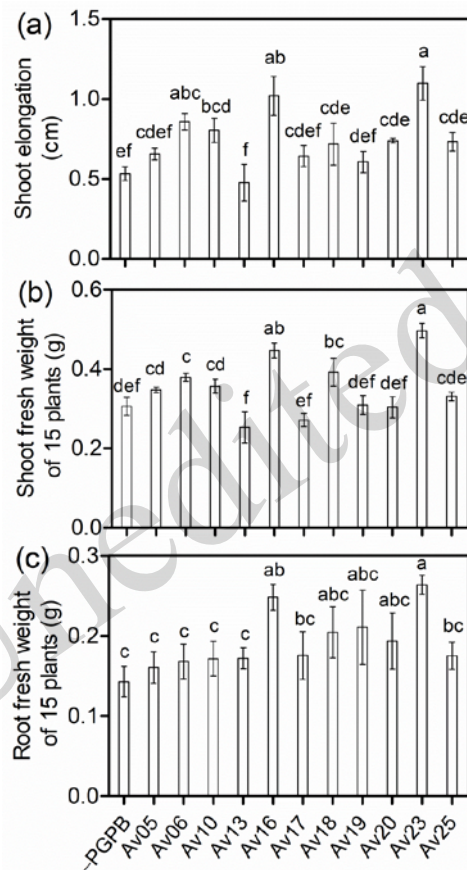 (a)
Shoot elongation
(cm)
1.5
1.0
0.5
0.0
ef
cdef
abc
bcd
f
ab
cdef
cde
def
cde
a
cde
(b)
Shoot fresh weight
of 15 plants (g)
0.6
0.4
0.2
0.0
def
cd
c
cd
f
ab
ef
bc
def
def
a
cde
(c)
Root fresh weight
of 15 plants (g)
0.3
0.2
0.1
0.0
c
c
c
c
c
ab
bc
abc
abc
abc
a
bc
–PGPB
Av05
Av06
Av10
Av13
Av16
Av17
Av18
Av19
Av20
Av23
Av25
unedited